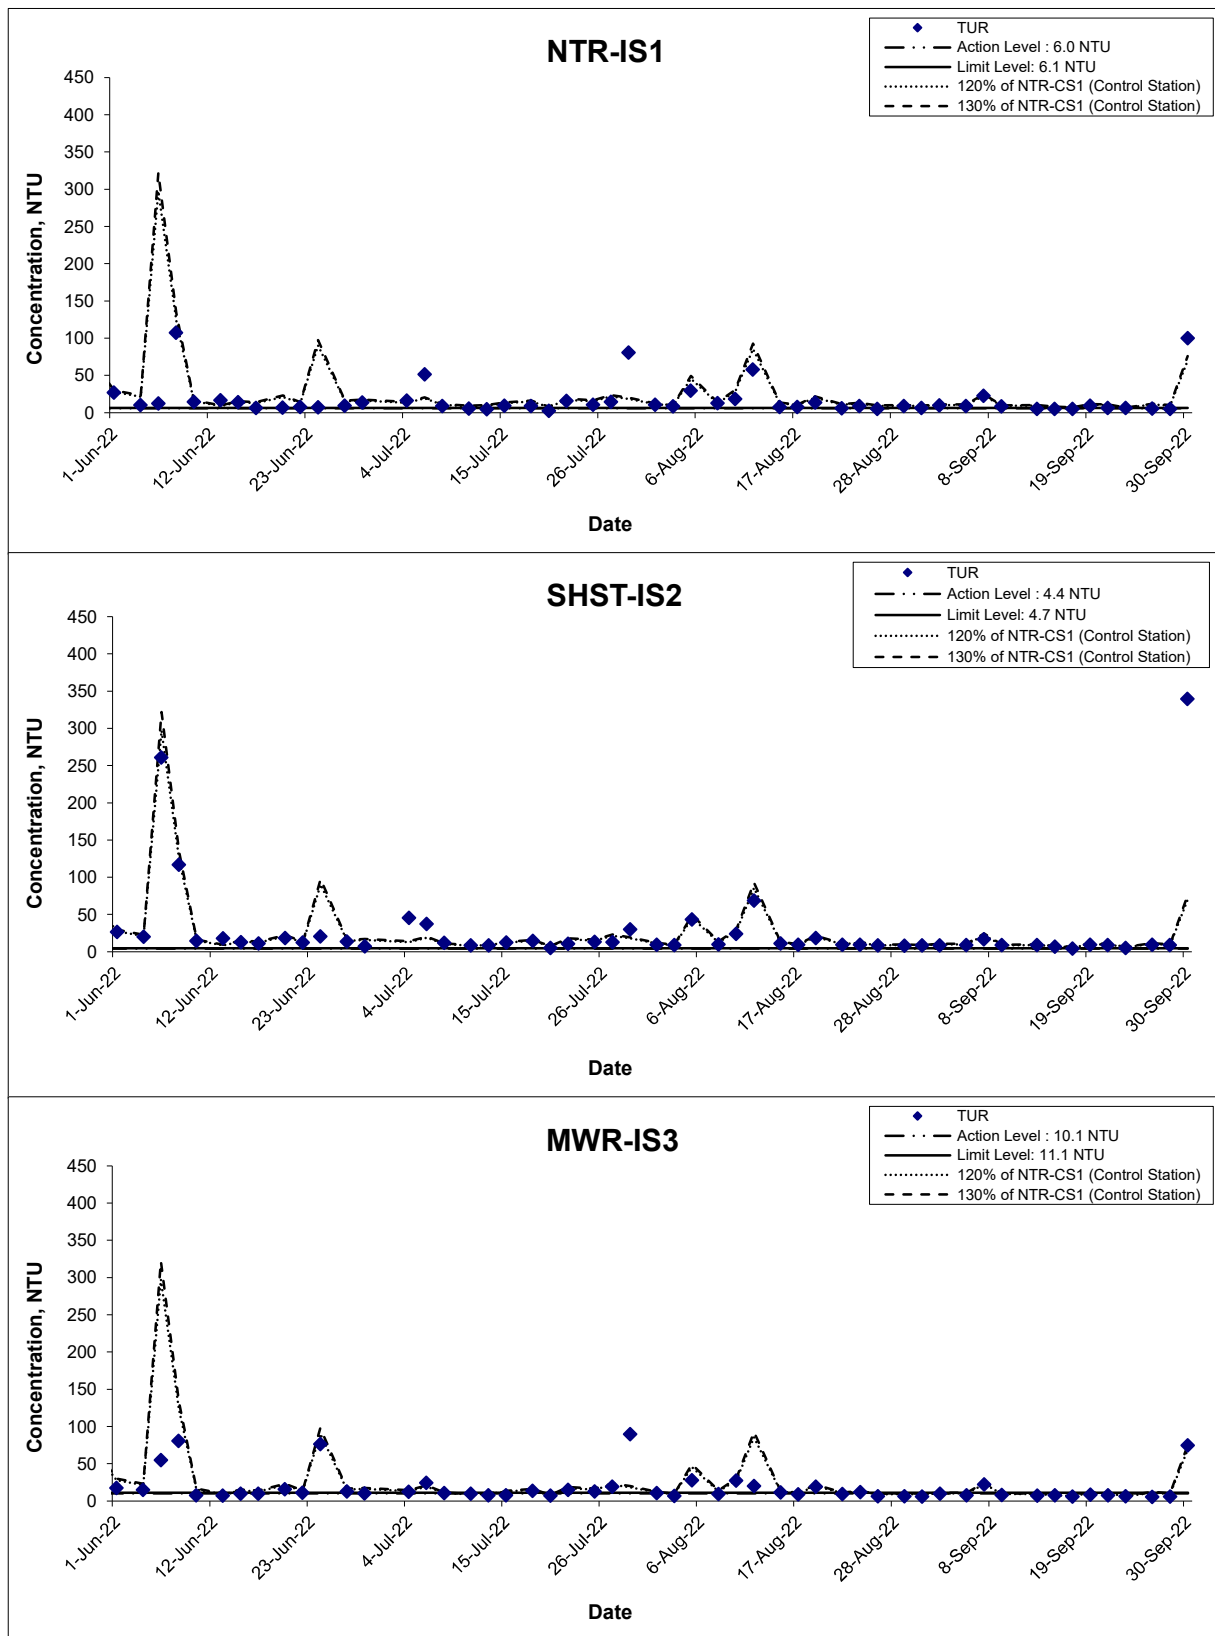 NTR-IS1
TUR
Action Level : 6.0 NTU
Limit Level: 6.1 NTU
120% of NTR-CS1 (Control Station)
130% of NTR-CS1 (Control Station)
Concentration, NTU
450
400
350
300
250
200
150
100
50
0
1-Jun-22
12-Jun-22
23-Jun-22
4-Jul-22
15-Jul-22
26-Jul-22
6-Aug-22
17-Aug-22
28-Aug-22
8-Sep-22
19-Sep-22
30-Sep-22
Date
SHST-IS2
TUR
Action Level : 4.4 NTU
Limit Level: 4.7 NTU
120% of NTR-CS1 (Control Station)
130% of NTR-CS1 (Control Station)
Concentration, NTU
450
400
350
300
250
200
150
100
50
0
1-Jun-22
12-Jun-22
23-Jun-22
4-Jul-22
15-Jul-22
26-Jul-22
6-Aug-22
17-Aug-22
28-Aug-22
8-Sep-22
19-Sep-22
30-Sep-22
Date
MWR-IS3
TUR
Action Level : 10.1 NTU
Limit Level: 11.1 NTU
120% of NTR-CS1 (Control Station)
130% of NTR-CS1 (Control Station)
Concentration, NTU
450
400
350
300
250
200
150
100
50
0
1-Jun-22
12-Jun-22
23-Jun-22
4-Jul-22
15-Jul-22
26-Jul-22
6-Aug-22
17-Aug-22
28-Aug-22
8-Sep-22
19-Sep-22
30-Sep-22
Date